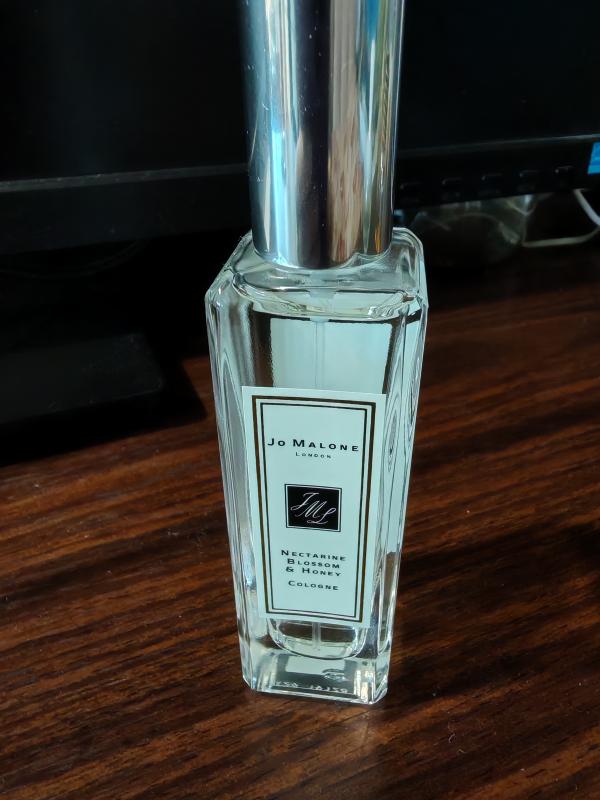 Jo Malone
London
JML
Nectarine
Blossom
& Honey
Cologne